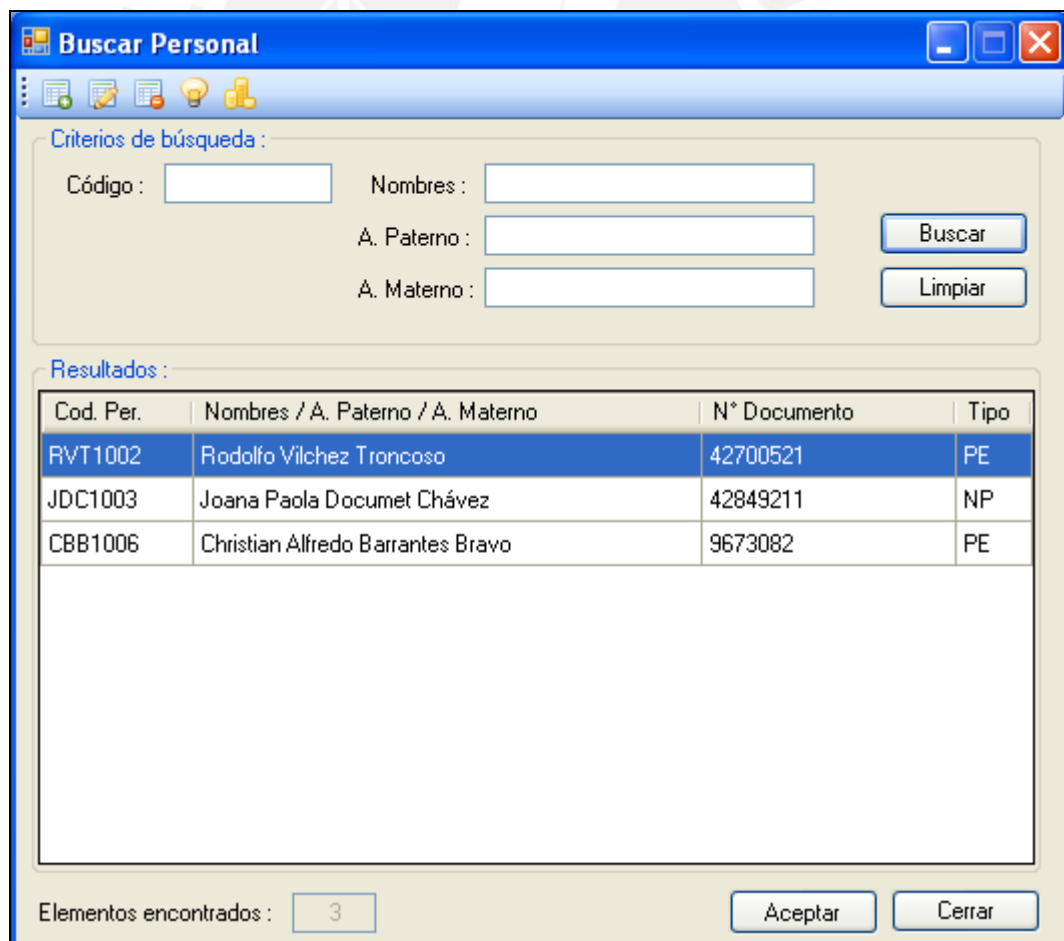 Buscar Personal
Criterios de búsqueda :
Código : Nombres :
A. Paterno : Buscar
A. Materno : Limpiar
Resultados :
Cod. Per. Nombres / A. Paterno / A. Materno N° Documento Tipo
RVT1002 Rodolfo Vilchez Troncoso 42700521 PE
JDC1003 Joana Paola Documet Chávez 42849211 NP
CBB1006 Christian Alfredo Barrantes Bravo 9673082 PE
Elementos encontrados : 3 Aceptar Cerrar